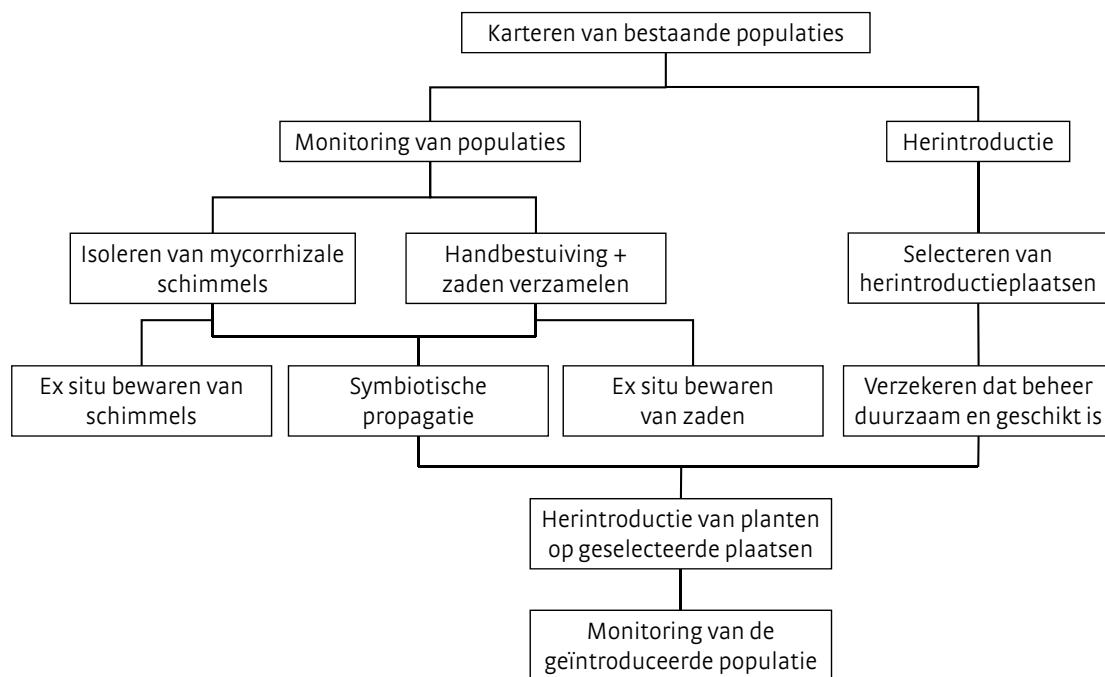 Karteren van bestaande populaties
Monitoring van populaties
Herintroductie
Isoleren van mycorrhizale
schimmels
Handbestuiving +
zaden verzamelen
Selecteren van
herintroductieplaatsen
Ex situ bewaren van
schimmels
Symbiotische
propagatie
Ex situ bewaren
van zaden
Verzekeren dat beheer
duurzaam en geschikt is
Herintroductie van planten
op geselecteerde plaatsen
Monitoring van de
geïntroduceerde populatie